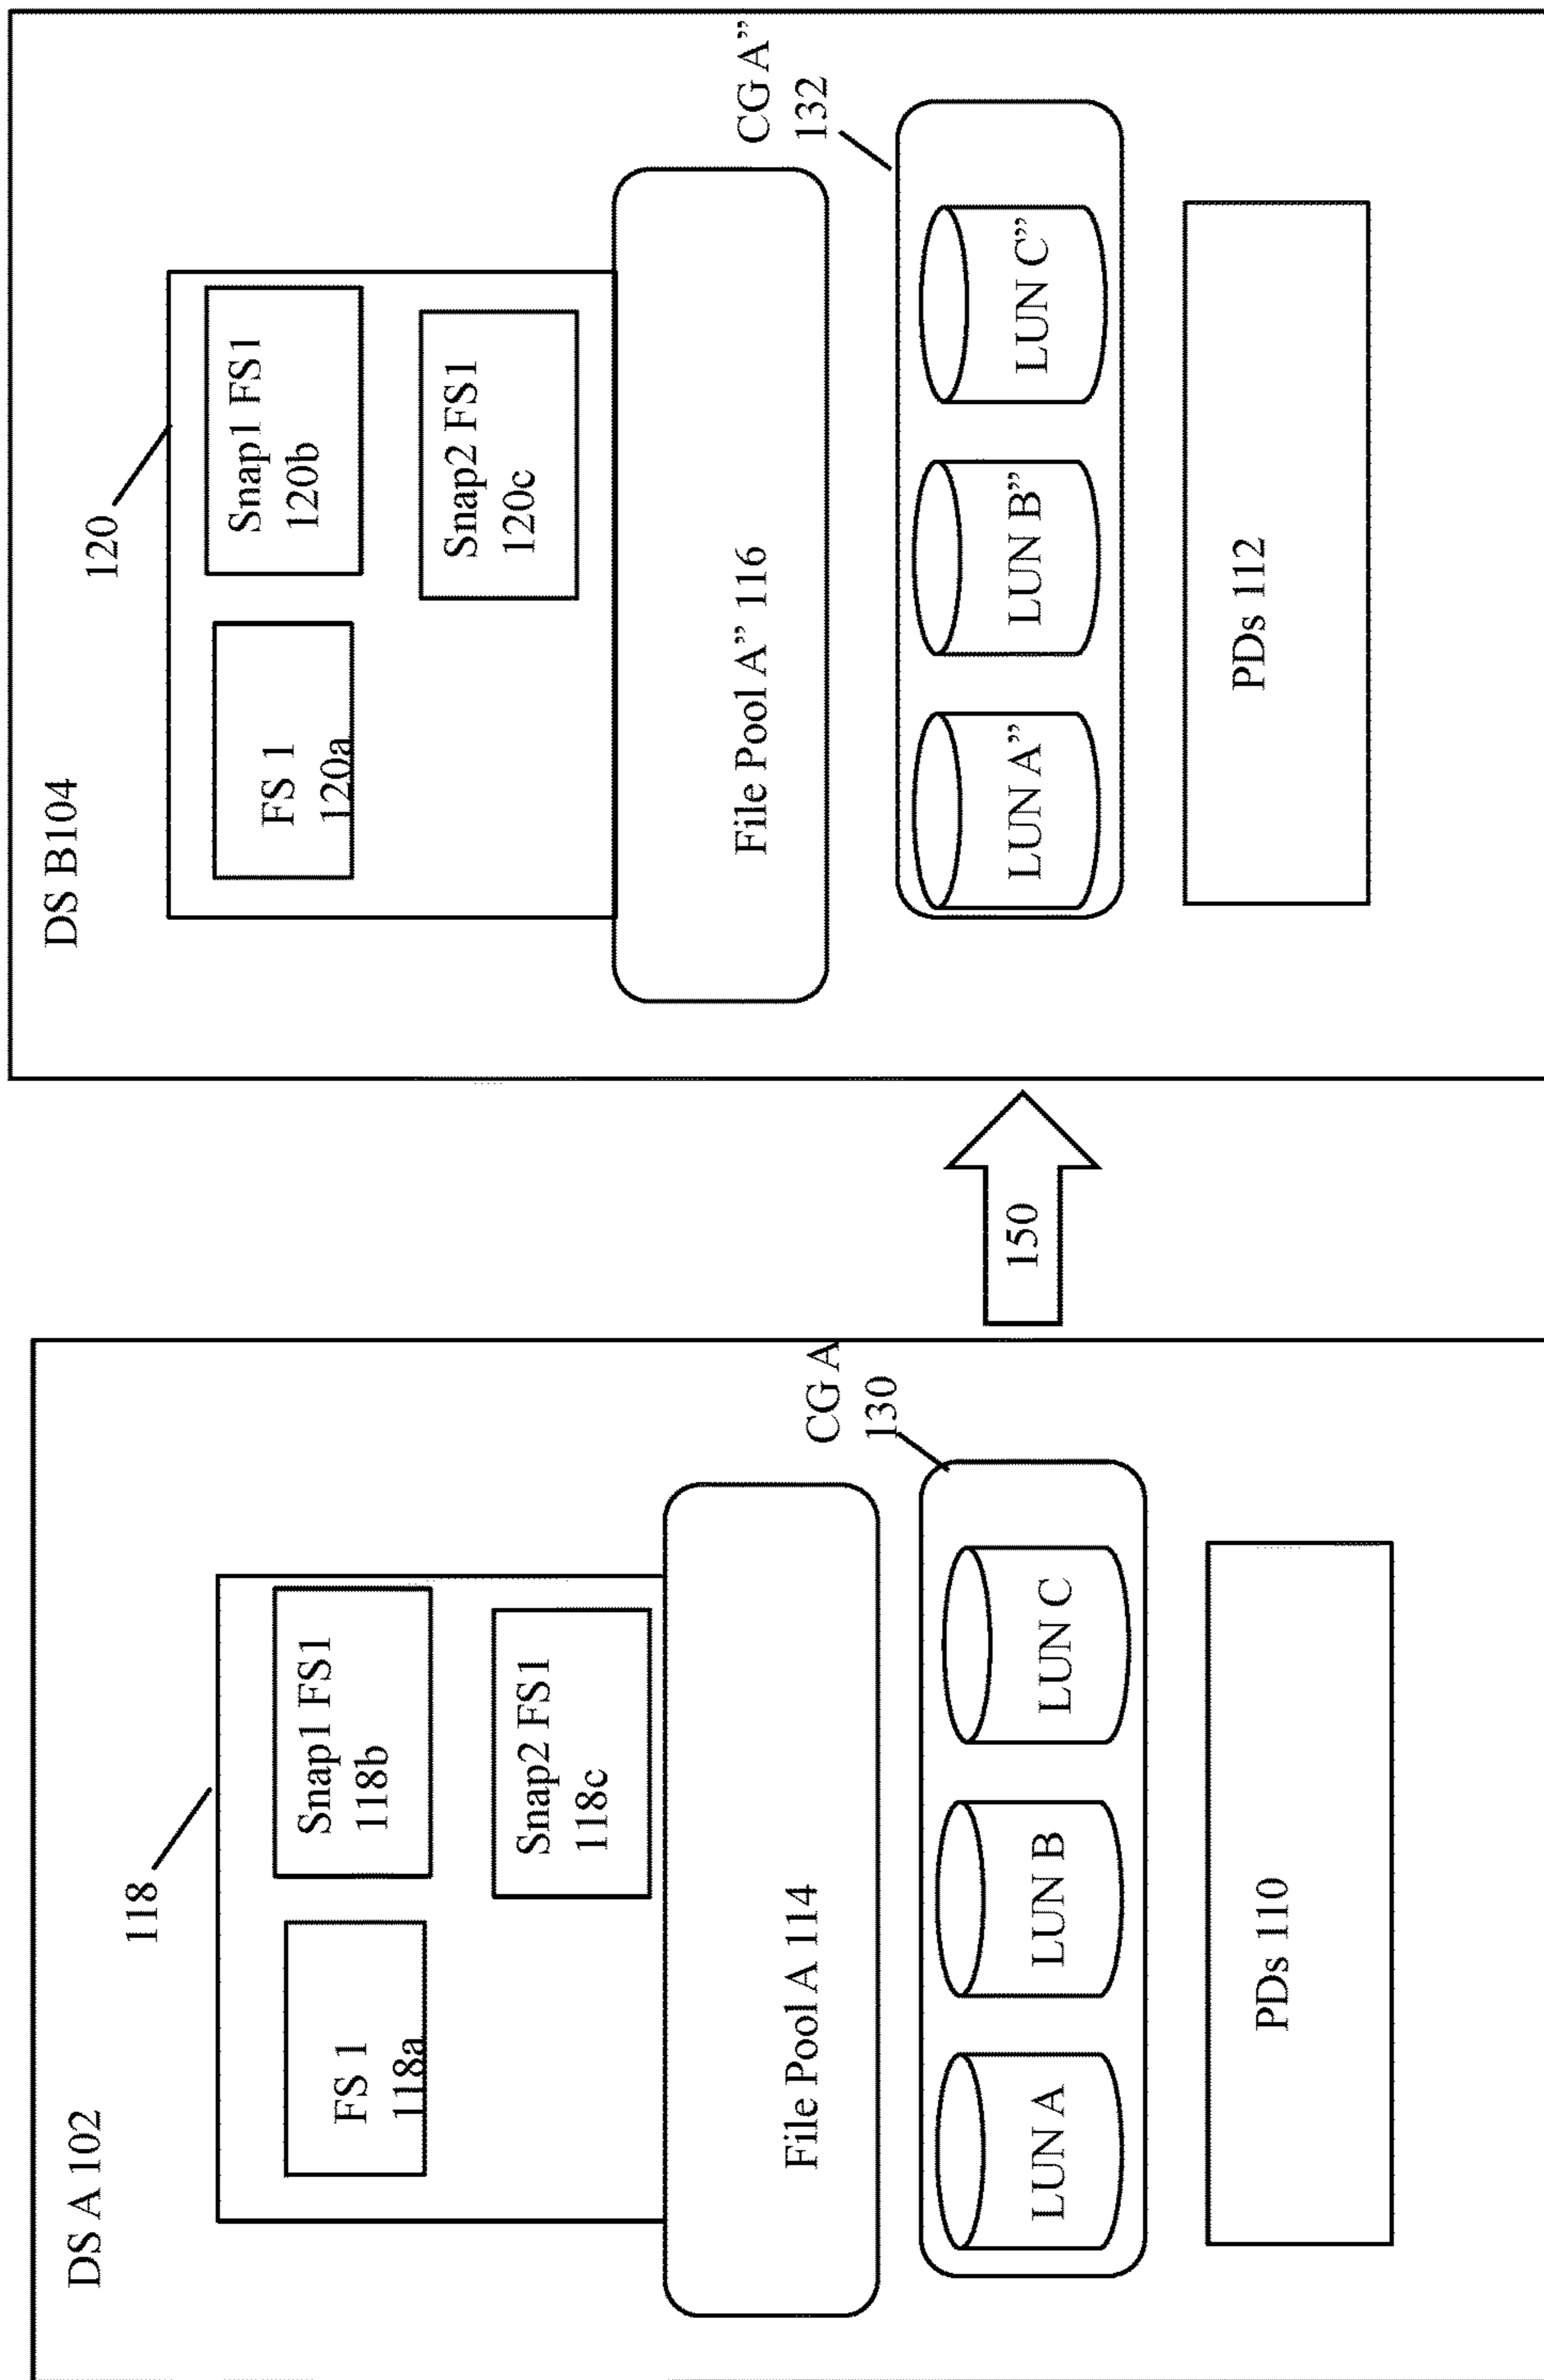 DS A 102
118
FS 1
118a
Snap1 FS1
118b
Snap2 FS1
118c
File Pool A 114
CG A
130
LUN A
LUN B
LUN C
PDs 110
150
DS B104
120
FS 1
120a
Snap1 FS1
120b
Snap2 FS1
120c
File Pool A” 116
CG A”
132
LUN A”
LUN B”
LUN C”
PDs 112